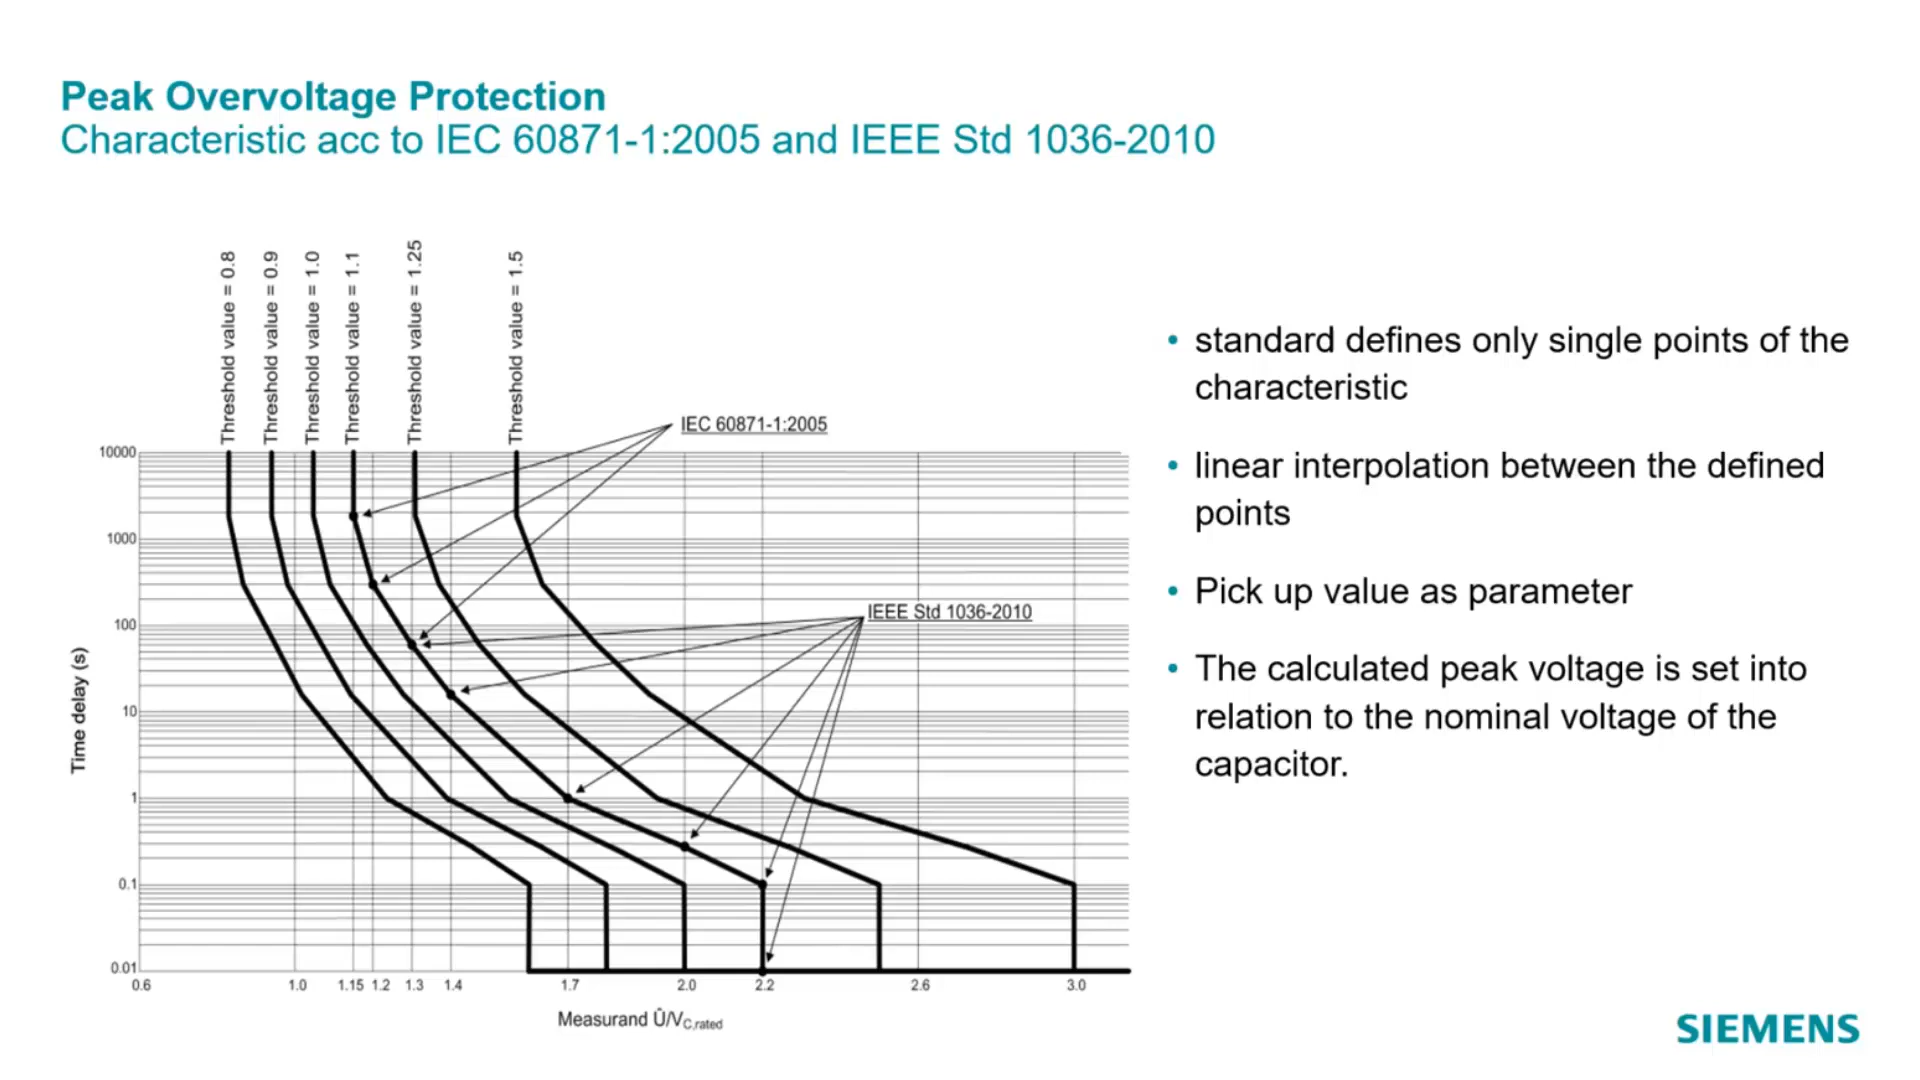 Peak Overvoltage Protection
Characteristic acc to IEC 60871-1:2005 and IEEE Std 1036-2010
Threshold value = 0.8
Threshold value = 0.9
Threshold value = 1.0
Threshold value = 1.1
Threshold value = 1.25
Threshold value = 1.5
IEC 60871-1:2005
IEEE Std 1036-2010
Time delay (s)
10000
1000
100
10
1
0.1
0.01
0.6
1.0
1.15
1.2
1.3
1.4
1.7
2.0
2.2
2.6
3.0
Measurand Û/V_C,rated
• standard defines only single points of the
characteristic
• linear interpolation between the defined
points
• Pick up value as parameter
• The calculated peak voltage is set into
relation to the nominal voltage of the
capacitor.
SIEMENS